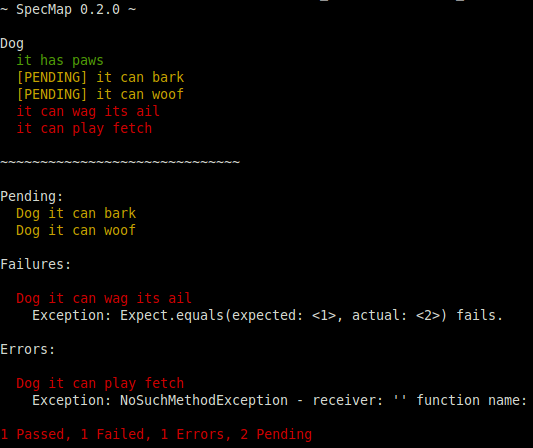 ~ SpecMap 0.2.0 ~
Dog
it has paws
[PENDING] it can bark
[PENDING] it can woof
it can wag its ail
it can play fetch
~~~~~~~~~~~~~~~~~~~~~~~~~~~~~~
Pending:
Dog it can bark
Dog it can woof
Failures:
Dog it can wag its ail
Exception: Expect.equals(expected: <1>, actual: <2>) fails.
Errors:
Dog it can play fetch
Exception: NoSuchMethodException - receiver: '' function name:
1 Passed, 1 Failed, 1 Errors, 2 Pending